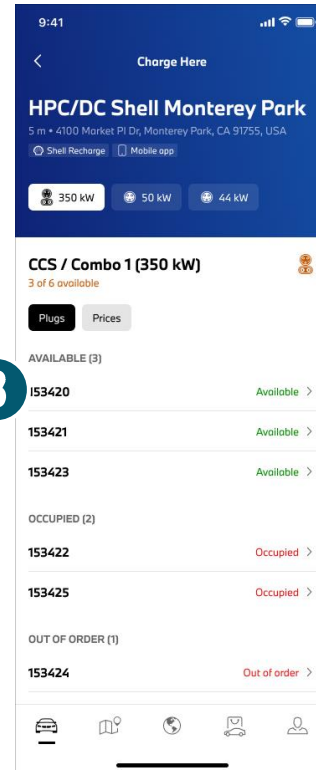 9:41
Charge Here
HPC/DC Shell Monterey Park
5 m • 4100 Market Pl Dr, Monterey Park, CA 91755, USA
Shell Recharge Mobile app
350 kW 50 kW 44 kW
CCS / Combo 1 (350 kW)
3 of 6 available
Plugs Prices
AVAILABLE (3)
153420 Available
153421 Available
153423 Available
OCCUPIED (2)
153422 Occupied
153425 Occupied
OUT OF ORDER (1)
153424 Out of order